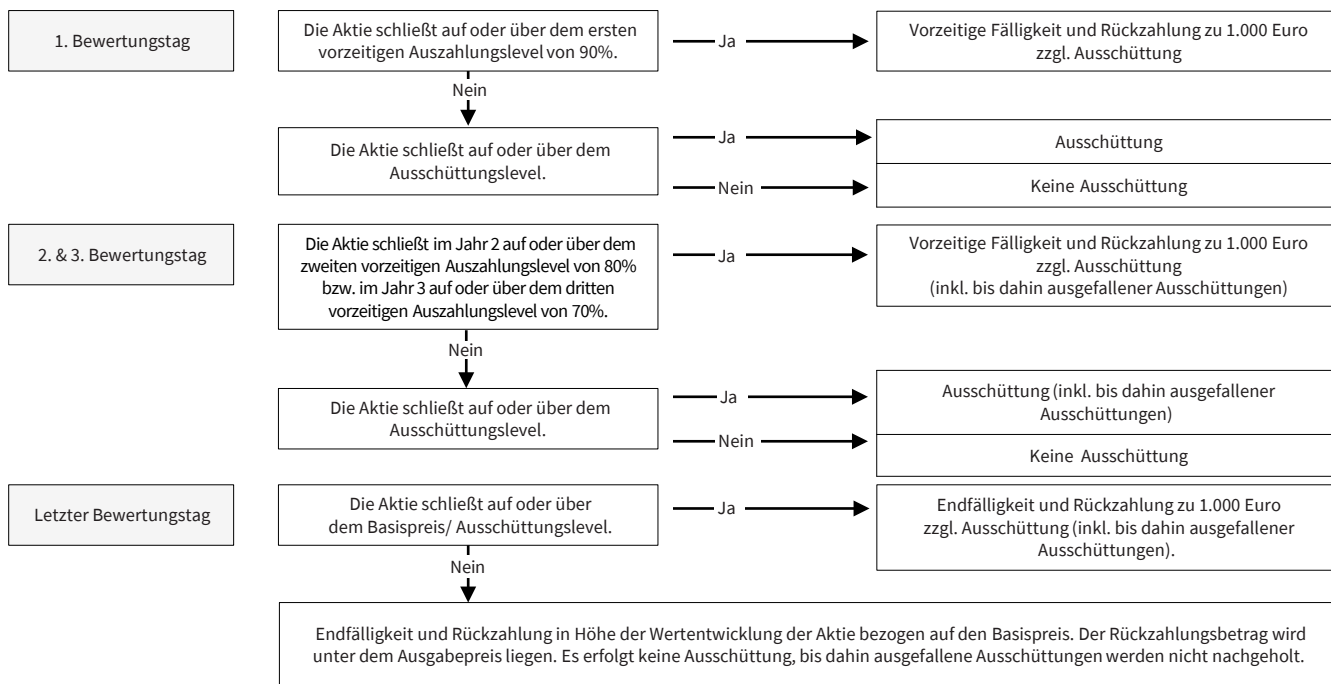 1. Bewertungstag
Die Aktie schließt auf oder über dem ersten
vorzeitigen Auszahlungslevel von 90%.
Ja
Vorzeitige Fälligkeit und Rückzahlung zu 1.000 Euro
zzgl. Ausschüttung
Nein
Die Aktie schließt auf oder über dem
Ausschüttungslevel.
Ja
Ausschüttung
Nein
Keine Ausschüttung
2. & 3. Bewertungstag
Die Aktie schließt im Jahr 2 auf oder über dem
zweiten vorzeitigen Auszahlungslevel von 80%
bzw. im Jahr 3 auf oder über dem dritten
vorzeitigen Auszahlungslevel von 70%.
Ja
Vorzeitige Fälligkeit und Rückzahlung zu 1.000 Euro
zzgl. Ausschüttung
(inkl. bis dahin ausgefallener Ausschüttungen)
Nein
Die Aktie schließt auf oder über dem
Ausschüttungslevel.
Ja
Ausschüttung (inkl. bis dahin ausgefallener
Ausschüttungen)
Nein
Keine Ausschüttung
Letzter Bewertungstag
Die Aktie schließt auf oder über
dem Basispreis/ Ausschüttungslevel.
Ja
Endfälligkeit und Rückzahlung zu 1.000 Euro
zzgl. Ausschüttung (inkl. bis dahin ausgefallener
Ausschüttungen).
Nein
Endfälligkeit und Rückzahlung in Höhe der Wertentwicklung der Aktie bezogen auf den Basispreis. Der Rückzahlungsbetrag wird
unter dem Ausgabepreis liegen. Es erfolgt keine Ausschüttung, bis dahin ausgefallene Ausschüttungen werden nicht nachgeholt.